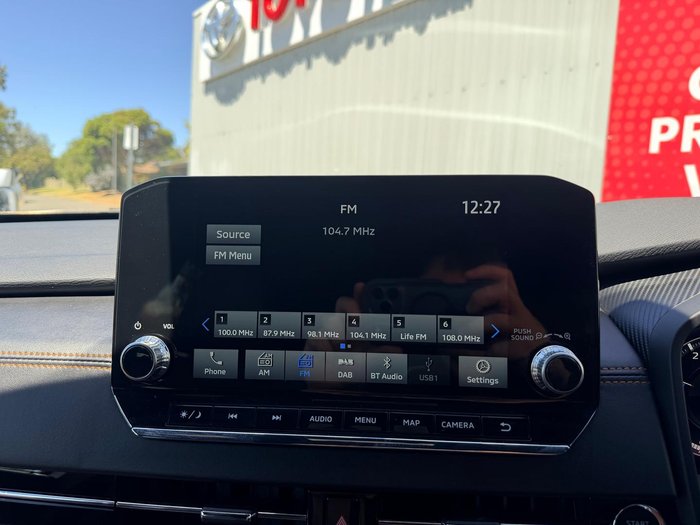 TO
PR
V
FM
12:27
104.7 MHz
Source
FM Menu
1 2 3 4 5 6
100.0 MHz 87.9 MHz 98.1 MHz 104.1 MHz Life FM 108.0 MHz
VOL
PUSH
SOUND
Phone AM FM DAB BT Audio USB1 Settings
AUDIO MENU MAP CAMERA
START